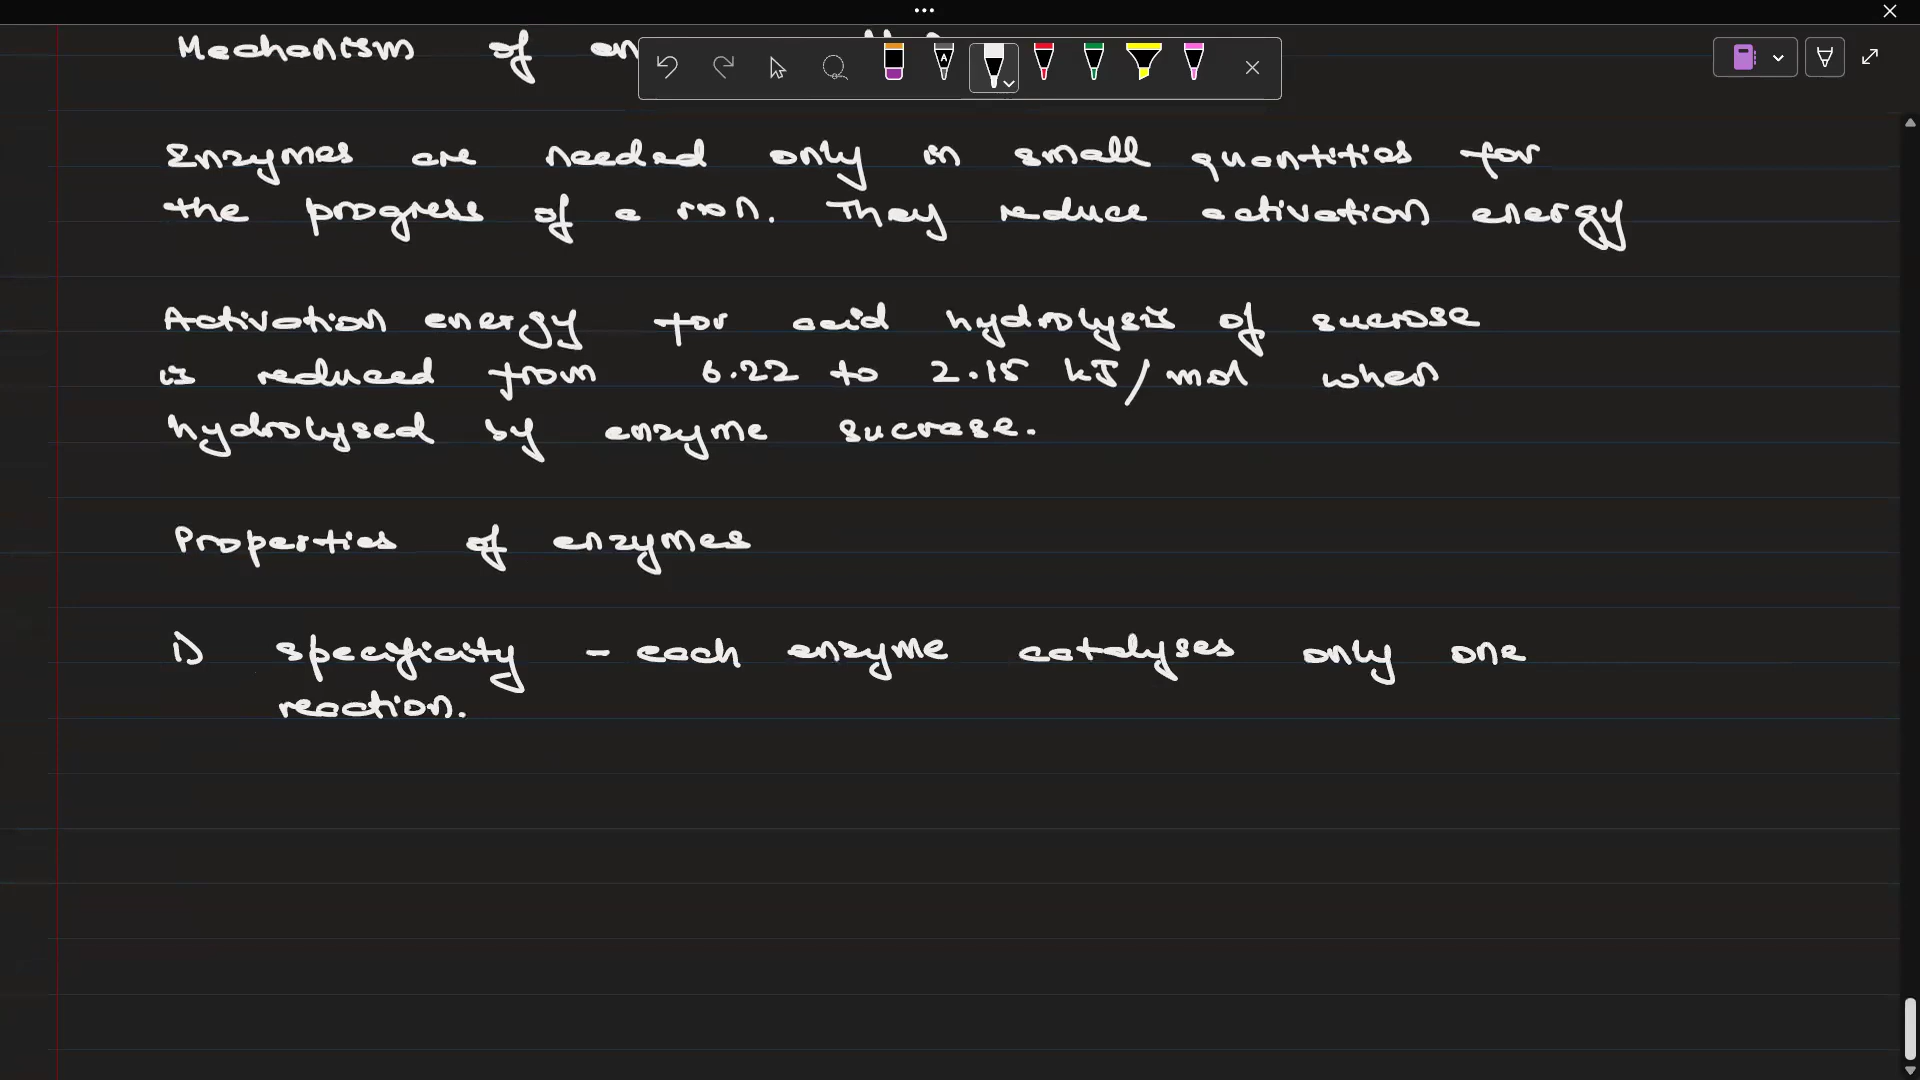 Mechanism of
Enzymes are needed only in small quantities for
the progress of a rxn. They reduce activation energy
Activation energy for acid hydrolysis of sucrose
is reduced from 6.22 to 2.15 kJ/mol when
hydrolysed by enzyme sucrase.
Properties of enzymes
1) specificity - each enzyme catalyses only one
reaction.